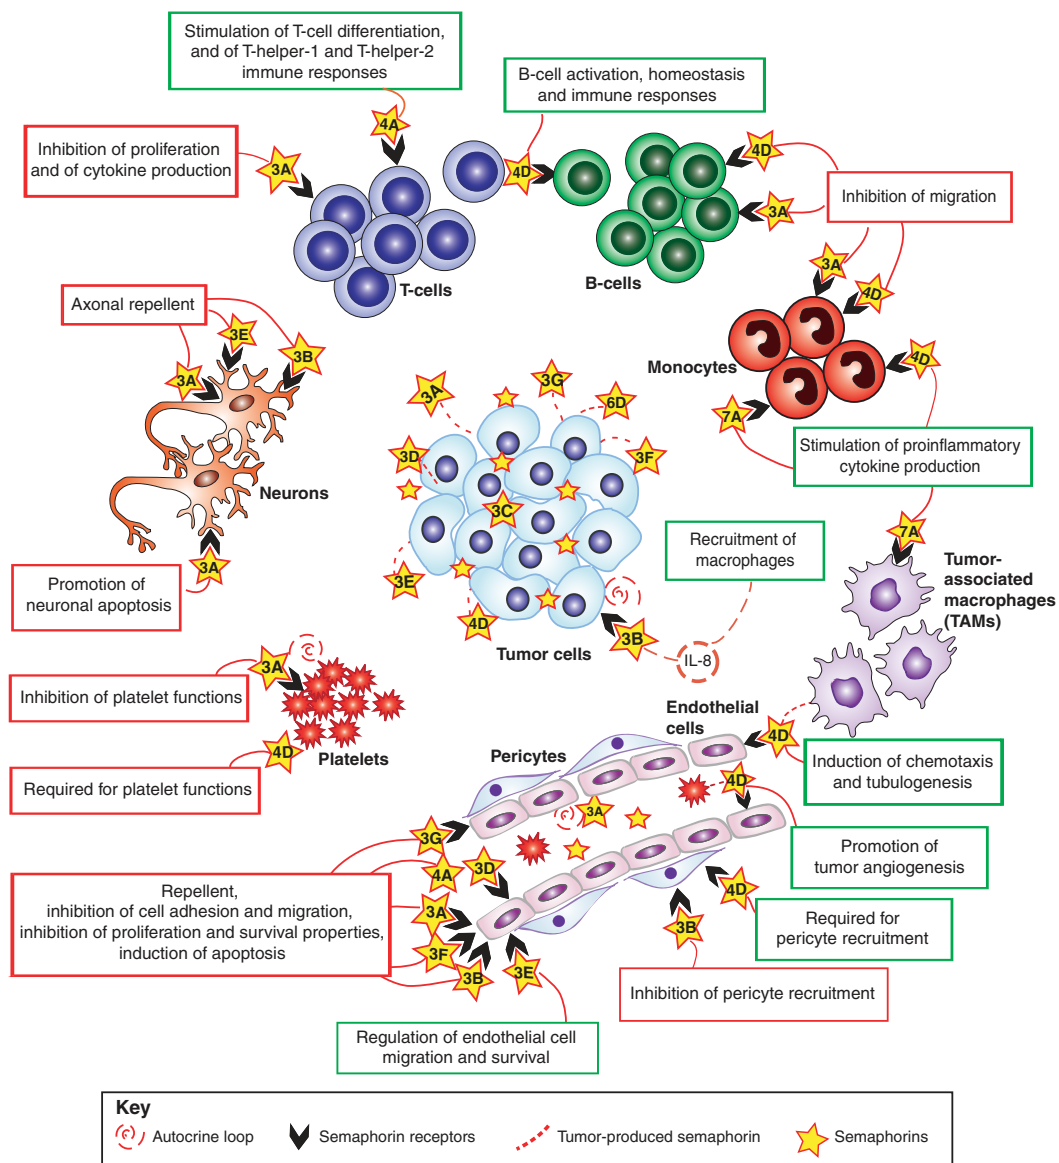 Stimulation of T-cell differentiation,
and of T-helper-1 and T-helper-2
immune responses
B-cell activation, homeostasis
and immune responses
4A
Inhibition of proliferation
and of cytokine production
3A
4D
4D
3A
Inhibition of migration
T-cells
B-cells
3A
4D
Axonal repellent
3E
3B
3A
Monocytes
4D
7A
Stimulation of proinflammatory
cytokine production
3A
3G
6D
3D
3F
3C
Neurons
3E
4D
3B
Tumor cells
Recruitment of
macrophages
IL-8
7A
Tumor-
associated
macrophages
(TAMs)
3A
Promotion of
neuronal apoptosis
3A
Inhibition of platelet functions
4D
Platelets
Required for platelet functions
Endothelial
cells
Pericytes
4D
Induction of chemotaxis
and tubulogenesis
4D
3A
Promotion of
tumor angiogenesis
3G
4A
3D
3A
3F
3B
3E
Repellent,
inhibition of cell adhesion and migration,
inhibition of proliferation and survival properties,
induction of apoptosis
4D
Required for
pericyte recruitment
3B
Inhibition of pericyte recruitment
Regulation of endothelial cell
migration and survival
Key
Autocrine loop
Semaphorin receptors
Tumor-produced semaphorin
Semaphorins